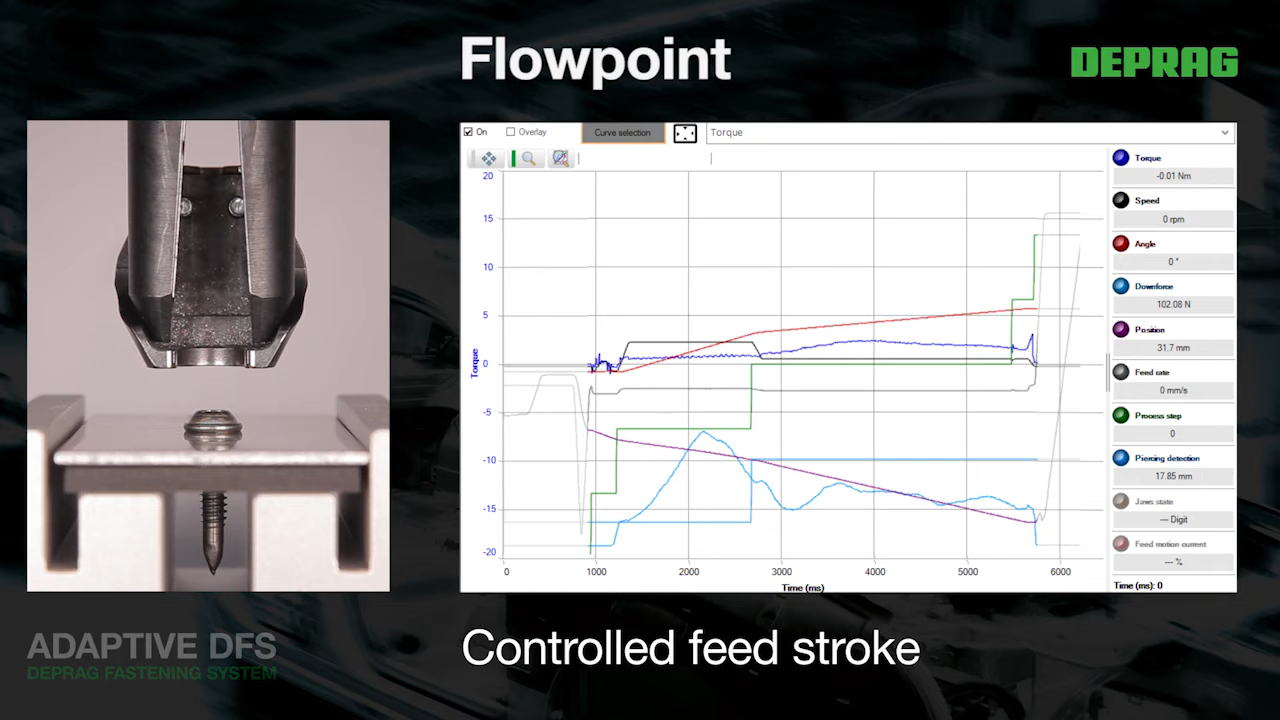 Flowpoint
DEPRAG
On
Overlay
Curve selection
Torque
20
15
10
5
0
-5
-10
-15
-20
Torque
0
1000
2000
3000
4000
5000
6000
Time (ms)
Torque
-0.01 Nm
Speed
0 rpm
Angle
0 °
Downforce
102.08 N
Position
31.7 mm
Feed rate
0 mm/s
Process step
0
Piercing detection
17.85 mm
Jaws state
--- Digit
Feed motion current
--- %
Time (ms): 0
ADAPTIVE DFS
DEPRAG FASTENING SYSTEM
Controlled feed stroke